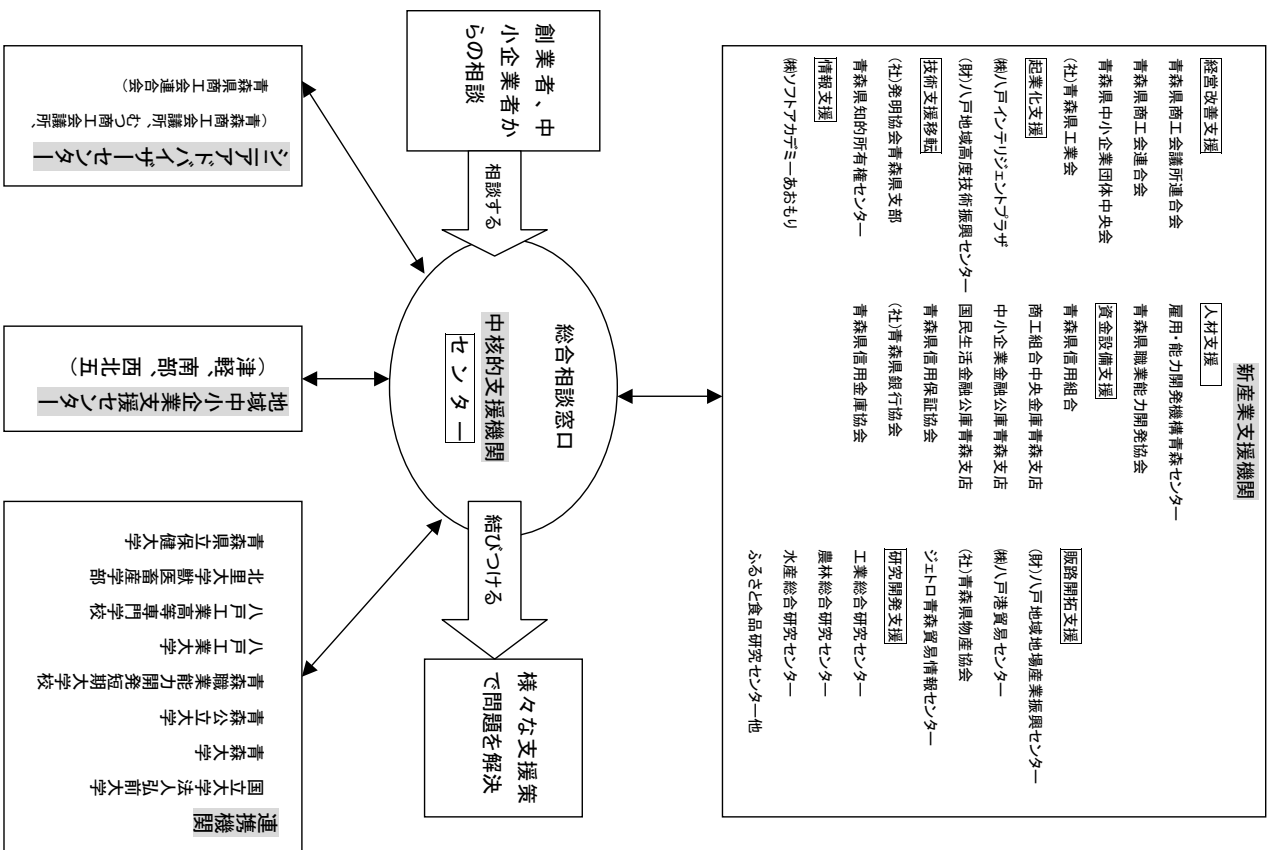 新産業支援機関
経営改善支援
青森県商工会議所連合会
青森県商工会連合会
青森県中小企業団体中央会
(社)青森県工業会
起業化支援
(株)八戸インテリジェントプラザ
(財)八戸地域高度技術振興センター
技術支援移転
(社)発明協会青森県支部
青森県知的所有権センター
情報支援
(株)ソフトアカデミーあおもり
人材支援
雇用・能力開発機構青森センター
青森県職業能力開発協会
資金設備支援
青森県信用組合
商工組合中央金庫青森支店
中小企業金融公庫青森支店
国民生活金融公庫青森支店
青森県信用保証協会
(社)青森県銀行協会
青森県信用金庫協会
販路開拓支援
(財)八戸地域地場産業振興センター
(株)八戸港貿易センター
(社)青森県物産協会
ジェトロ青森貿易情報センター
研究開発支援
工業総合研究センター
農林総合研究センター
水産総合研究センター
ふるさと食品研究センター他
創業者、中
小企業者か
らの相談
相談する
総合相談窓口
中核的支援機関
センター
結びつける
様々な支援策
で問題を解決
シニアアドバイザーセンター
(青森商工会議所、むつ商工会議所、
青森県商工会連合会)
地域中小企業支援センター
(津軽、南部、西北五)
連携機
関
国立大学法人弘前大学
青森大学
青森公立大学
青森職業能力開発短期大学校
八戸工業大学
八戸工業高等専門学校
北里大学獣医畜産学部
青森県立保健大学